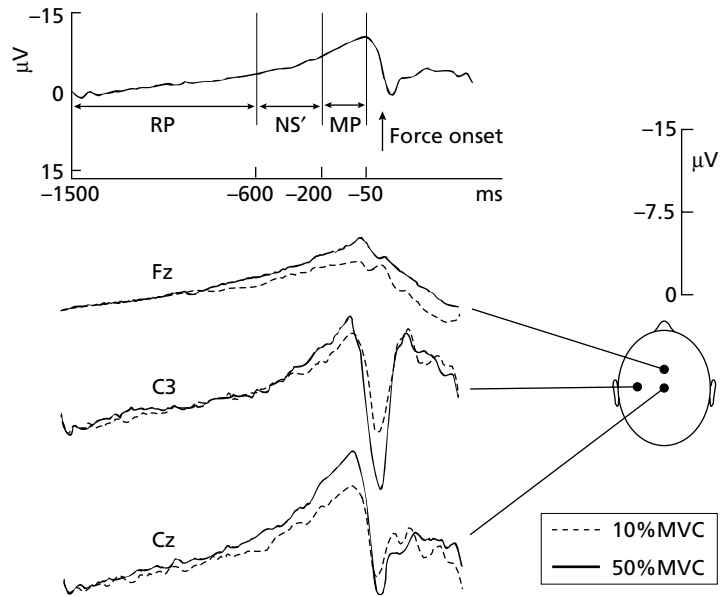 −15
μV
0
RP
NS′
MP
Force onset
15
−1500
−600
−200
−50
ms
−15
μV
−7.5
0
Fz
C3
Cz
10%MVC
50%MVC